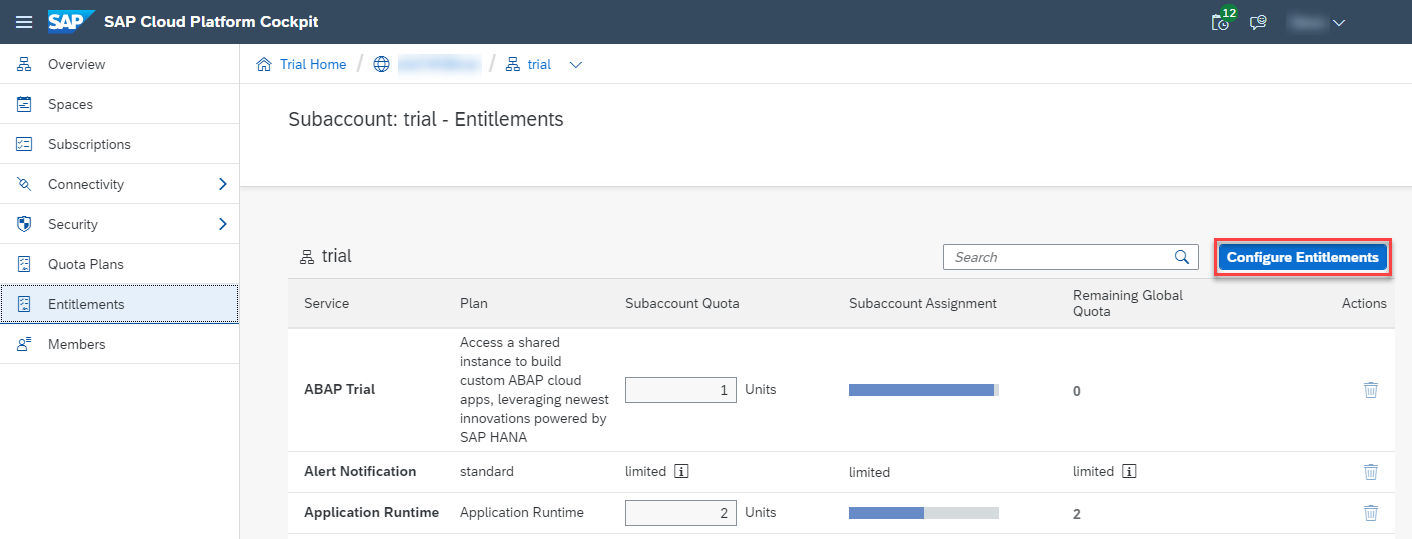 SAP SAP Cloud Platform Cockpit 12
Overview
Spaces
Subscriptions
Connectivity
Security
Quota Plans
Entitlements
Members
Trial Home / / trial
Subaccount: trial - Entitlements
trial
Search
Configure Entitlements
Service Plan Subaccount Quota Subaccount Assignment Remaining Global
Quota
Actions
ABAP Trial
Access a shared
instance to build
custom ABAP cloud
apps, leveraging newest
innovations powered by
SAP HANA
1 Units
0
Alert Notification standard limited limited limited
Application Runtime Application Runtime 2 Units 2